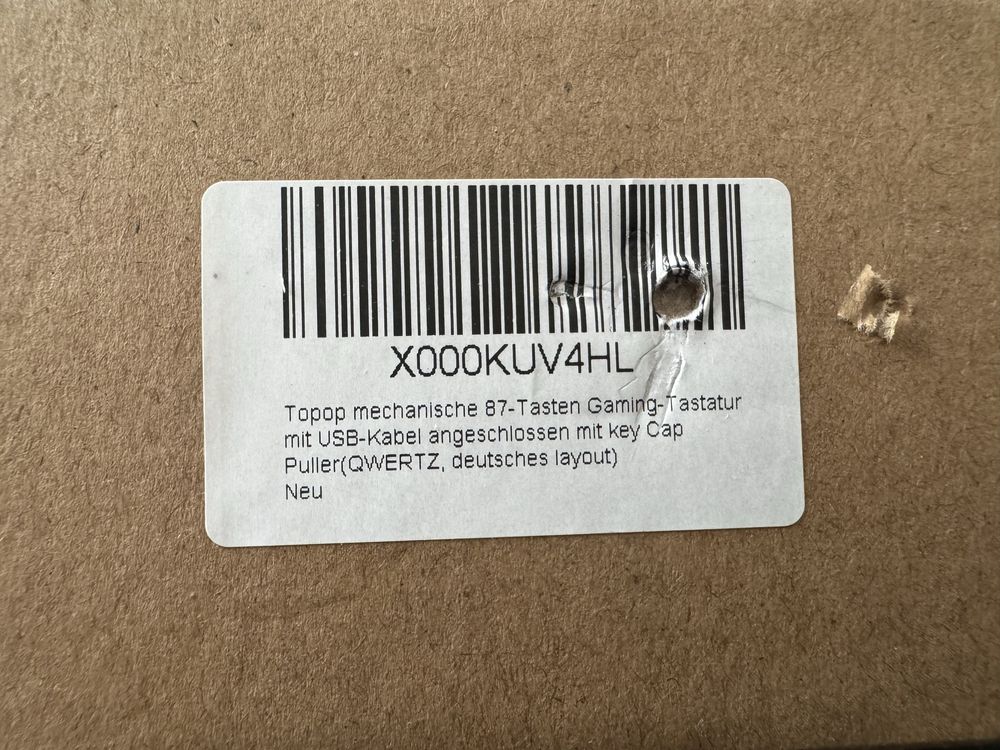 X000KUV4HL
Topop mechanische 87-Tasten Gaming-Tastatur
mit USB-Kabel angeschlossen mit key Cap
Puller(QWERTZ, deutsches layout)
Neu